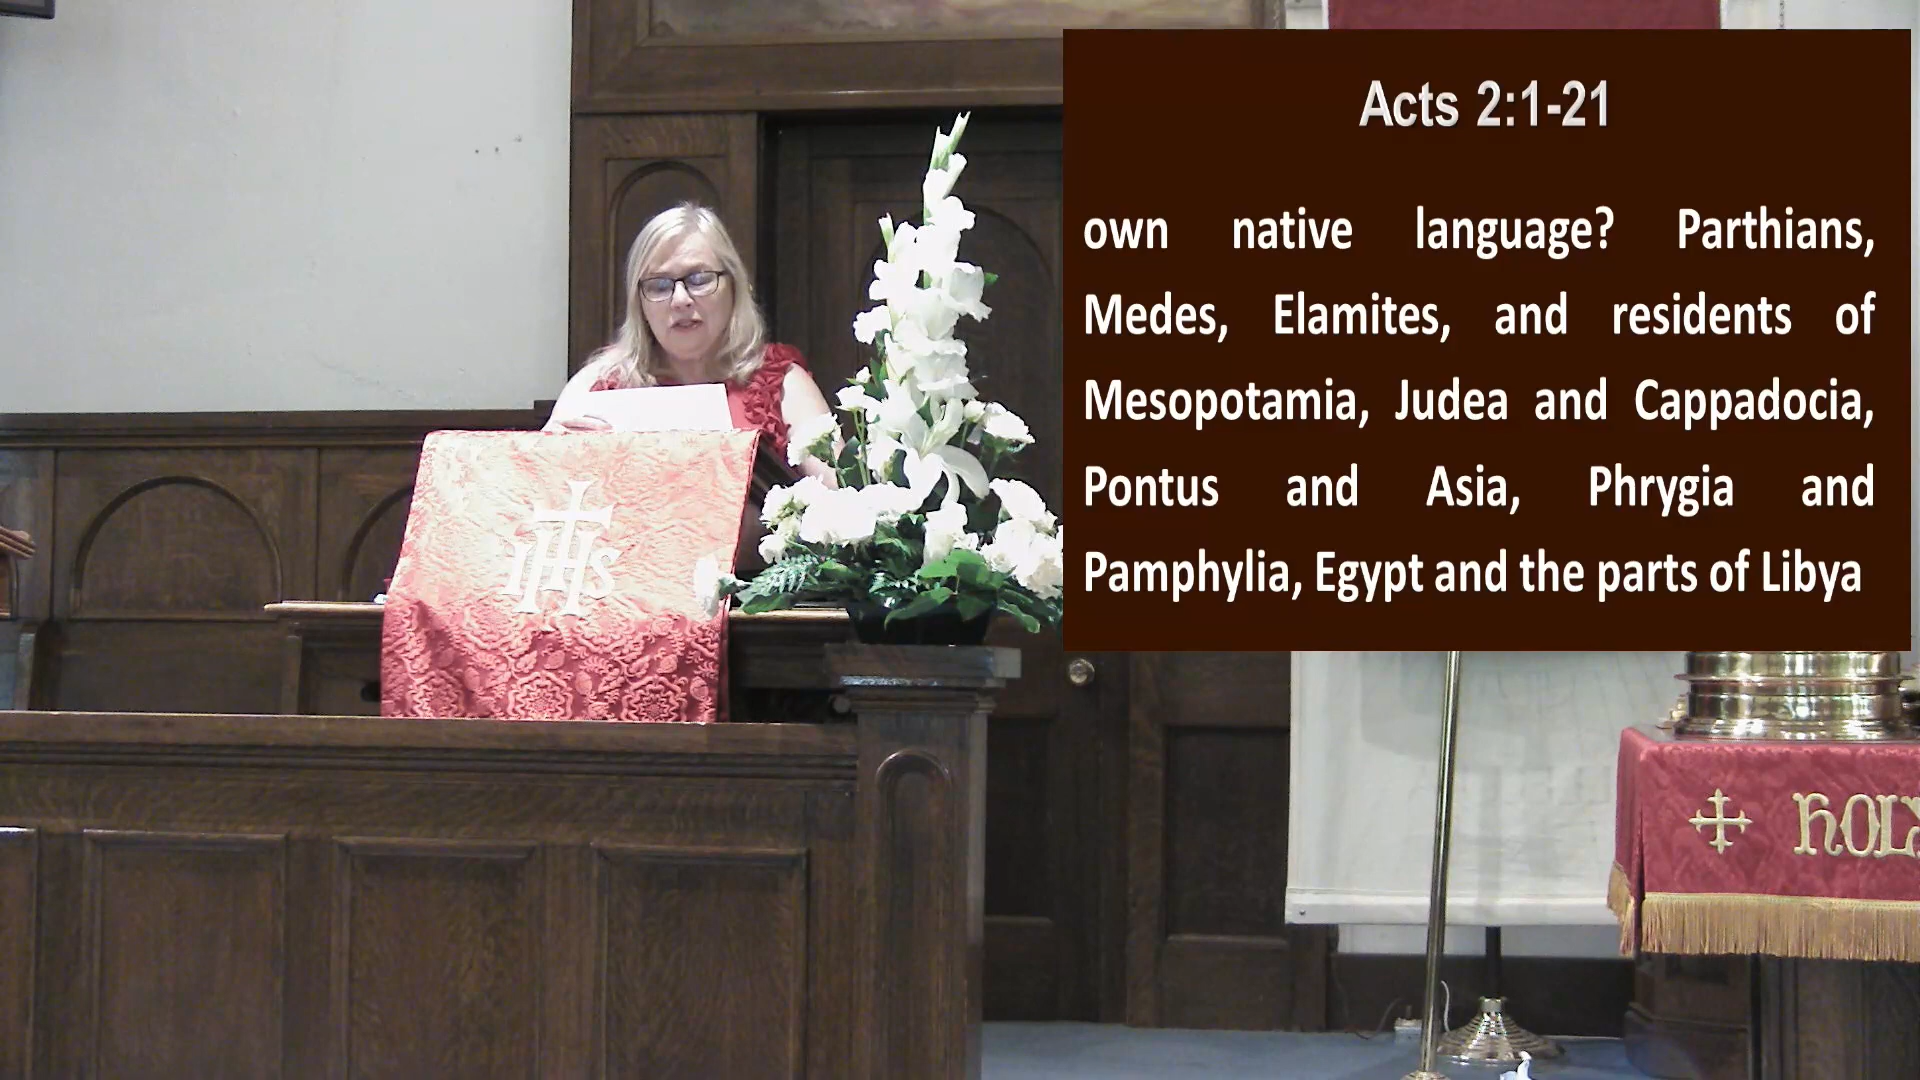 Acts 2:1-21
own native language? Parthians,
Medes, Elamites, and residents of
Mesopotamia, Judea and Cappadocia,
Pontus and Asia, Phrygia and
Pamphylia, Egypt and the parts of Libya
IHS
HOLY